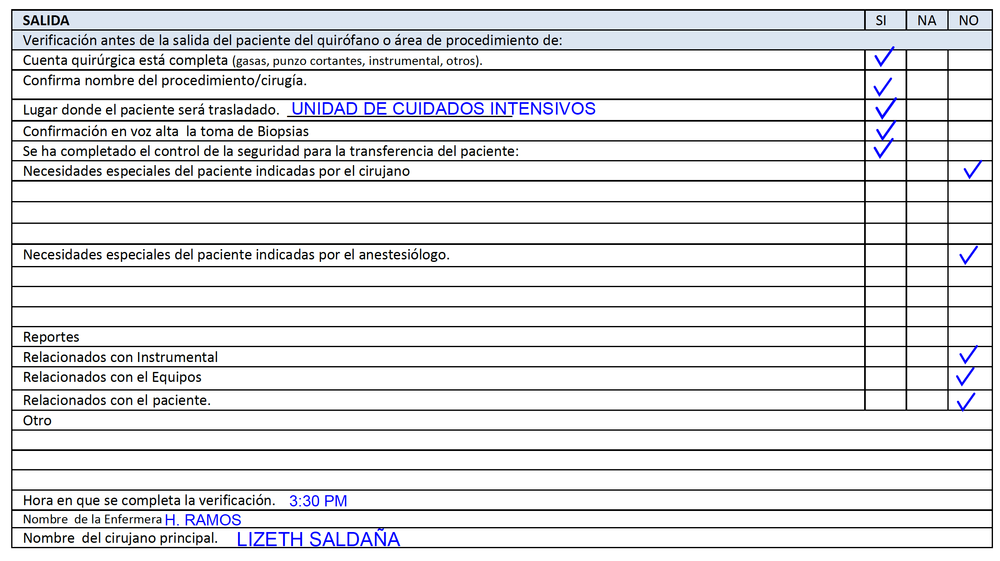 SALIDA SI NA NO
Verificación antes de la salida del paciente del quirófano o área de procedimiento de:
Cuenta quirúrgica está completa (gasas, punzo cortantes, instrumental, otros). ✓
Confirma nombre del procedimiento/cirugía. ✓
Lugar donde el paciente será trasladado. UNIDAD DE CUIDADOS INTENSIVOS ✓
Confirmación en voz alta la toma de Biopsias ✓
Se ha completado el control de la seguridad para la transferencia del paciente: ✓
Necesidades especiales del paciente indicadas por el cirujano ✓
Necesidades especiales del paciente indicadas por el anestesiólogo. ✓
Reportes
Relacionados con Instrumental ✓
Relacionados con el Equipos ✓
Relacionados con el paciente. ✓
Otro
Hora en que se completa la verificación. 3:30 PM
Nombre de la Enfermera H. RAMOS
Nombre del cirujano principal. LIZETH SALDAÑA